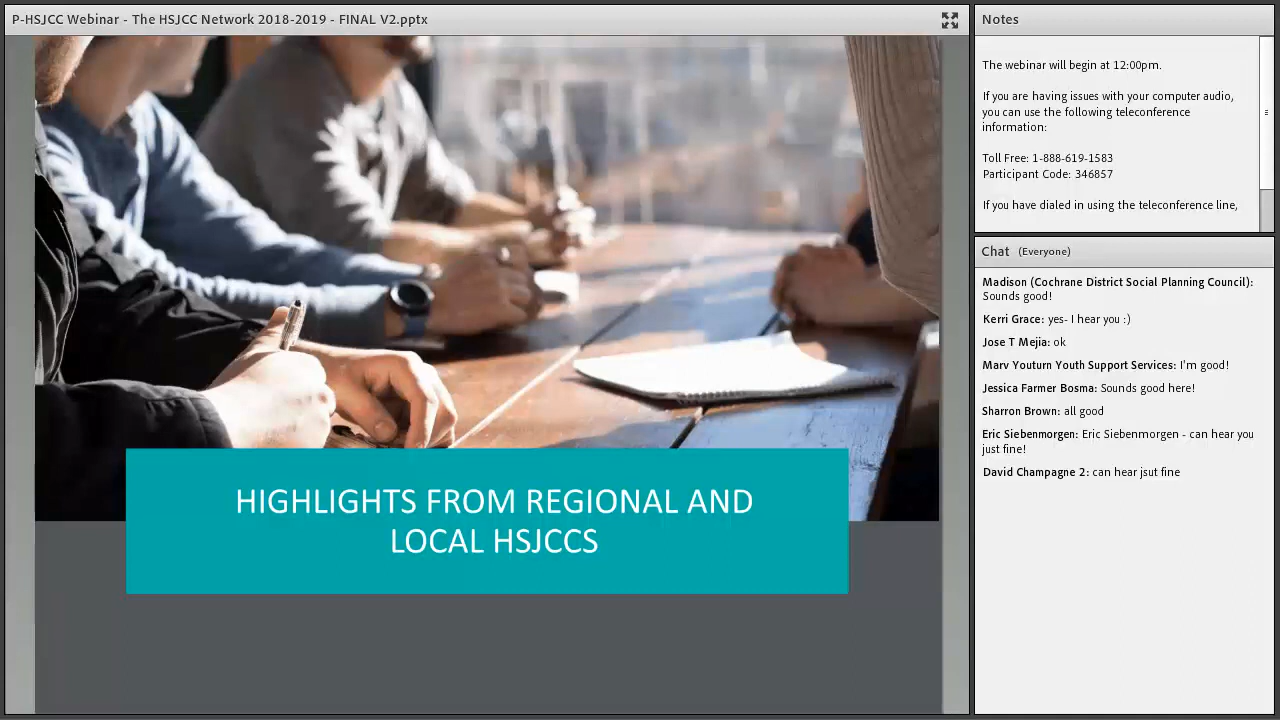 P-HSJCC Webinar - The HSJCC Network 2018-2019 - FINAL V2.pptx
HIGHLIGHTS FROM REGIONAL AND
LOCAL HSJCCS
Notes
The webinar will begin at 12:00pm.
If you are having issues with your computer audio,
you can use the following teleconference
information:
Toll Free: 1-888-619-1583
Participant Code: 346857
If you have dialed in using the teleconference line,
Chat (Everyone)
Madison (Cochrane District Social Planning Council):
Sounds good!
Kerri Grace: yes- I hear you :)
Jose T Mejia: ok
Marv Youturn Youth Support Services: I'm good!
Jessica Farmer Bosma: Sounds good here!
Sharron Brown: all good
Eric Siebenmorgen: Eric Siebenmorgen - can hear you
just fine!
David Champagne 2: can hear jsut fine